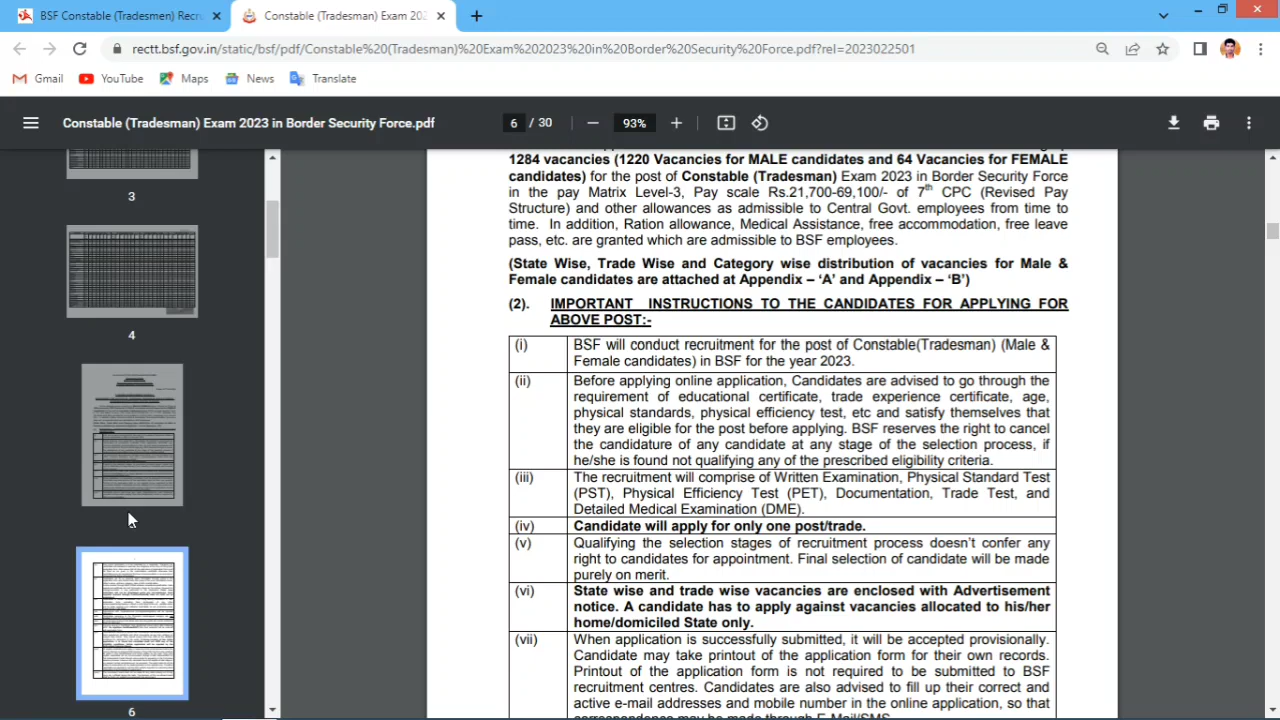 BSF Constable (Tradesmen) Recru
Constable (Tradesman) Exam 202
rectt.bsf.gov.in/static/bsf/pdf/Constable%20(Tradesman)%20Exam%202023%20in%20Border%20Security%20Force.pdf?rel=2023022501
Gmail YouTube Maps News Translate
Constable (Tradesman) Exam 2023 in Border Security Force.pdf 6 / 30 93%
3
4
6
1284 vacancies (1220 Vacancies for MALE candidates and 64 Vacancies for FEMALE
candidates) for the post of Constable (Tradesman) Exam 2023 in Border Security Force
in the pay Matrix Level-3, Pay scale Rs.21,700-69,100/- of 7th CPC (Revised Pay
Structure) and other allowances as admissible to Central Govt. employees from time to
time. In addition, Ration allowance, Medical Assistance, free accommodation, free leave
pass, etc. are granted which are admissible to BSF employees.
(State Wise, Trade Wise and Category wise distribution of vacancies for Male &
Female candidates are attached at Appendix – ‘A’ and Appendix – ‘B’)
(2). IMPORTANT INSTRUCTIONS TO THE CANDIDATES FOR APPLYING FOR
ABOVE POST:-
(i) BSF will conduct recruitment for the post of Constable(Tradesman) (Male &
Female candidates) in BSF for the year 2023.
(ii) Before applying online application, Candidates are advised to go through the
requirement of educational certificate, trade experience certificate, age,
physical standards, physical efficiency test, etc and satisfy themselves that
they are eligible for the post before applying. BSF reserves the right to cancel
the candidature of any candidate at any stage of the selection process, if
he/she is found not qualifying any of the prescribed eligibility criteria.
(iii) The recruitment will comprise of Written Examination, Physical Standard Test
(PST), Physical Efficiency Test (PET), Documentation, Trade Test, and
Detailed Medical Examination (DME).
(iv) Candidate will apply for only one post/trade.
(v) Qualifying the selection stages of recruitment process doesn’t confer any
right to candidates for appointment. Final selection of candidate will be made
purely on merit.
(vi) State wise and trade wise vacancies are enclosed with Advertisement
notice. A candidate has to apply against vacancies allocated to his/her
home/domiciled State only.
(vii) When application is successfully submitted, it will be accepted provisionally.
Candidate may take printout of the application form for their own records.
Printout of the application form is not required to be submitted to BSF
recruitment centres. Candidates are also advised to fill up their correct and
active e-mail addresses and mobile number in the online application, so that
correspondence may be made through E-Mail/SMS